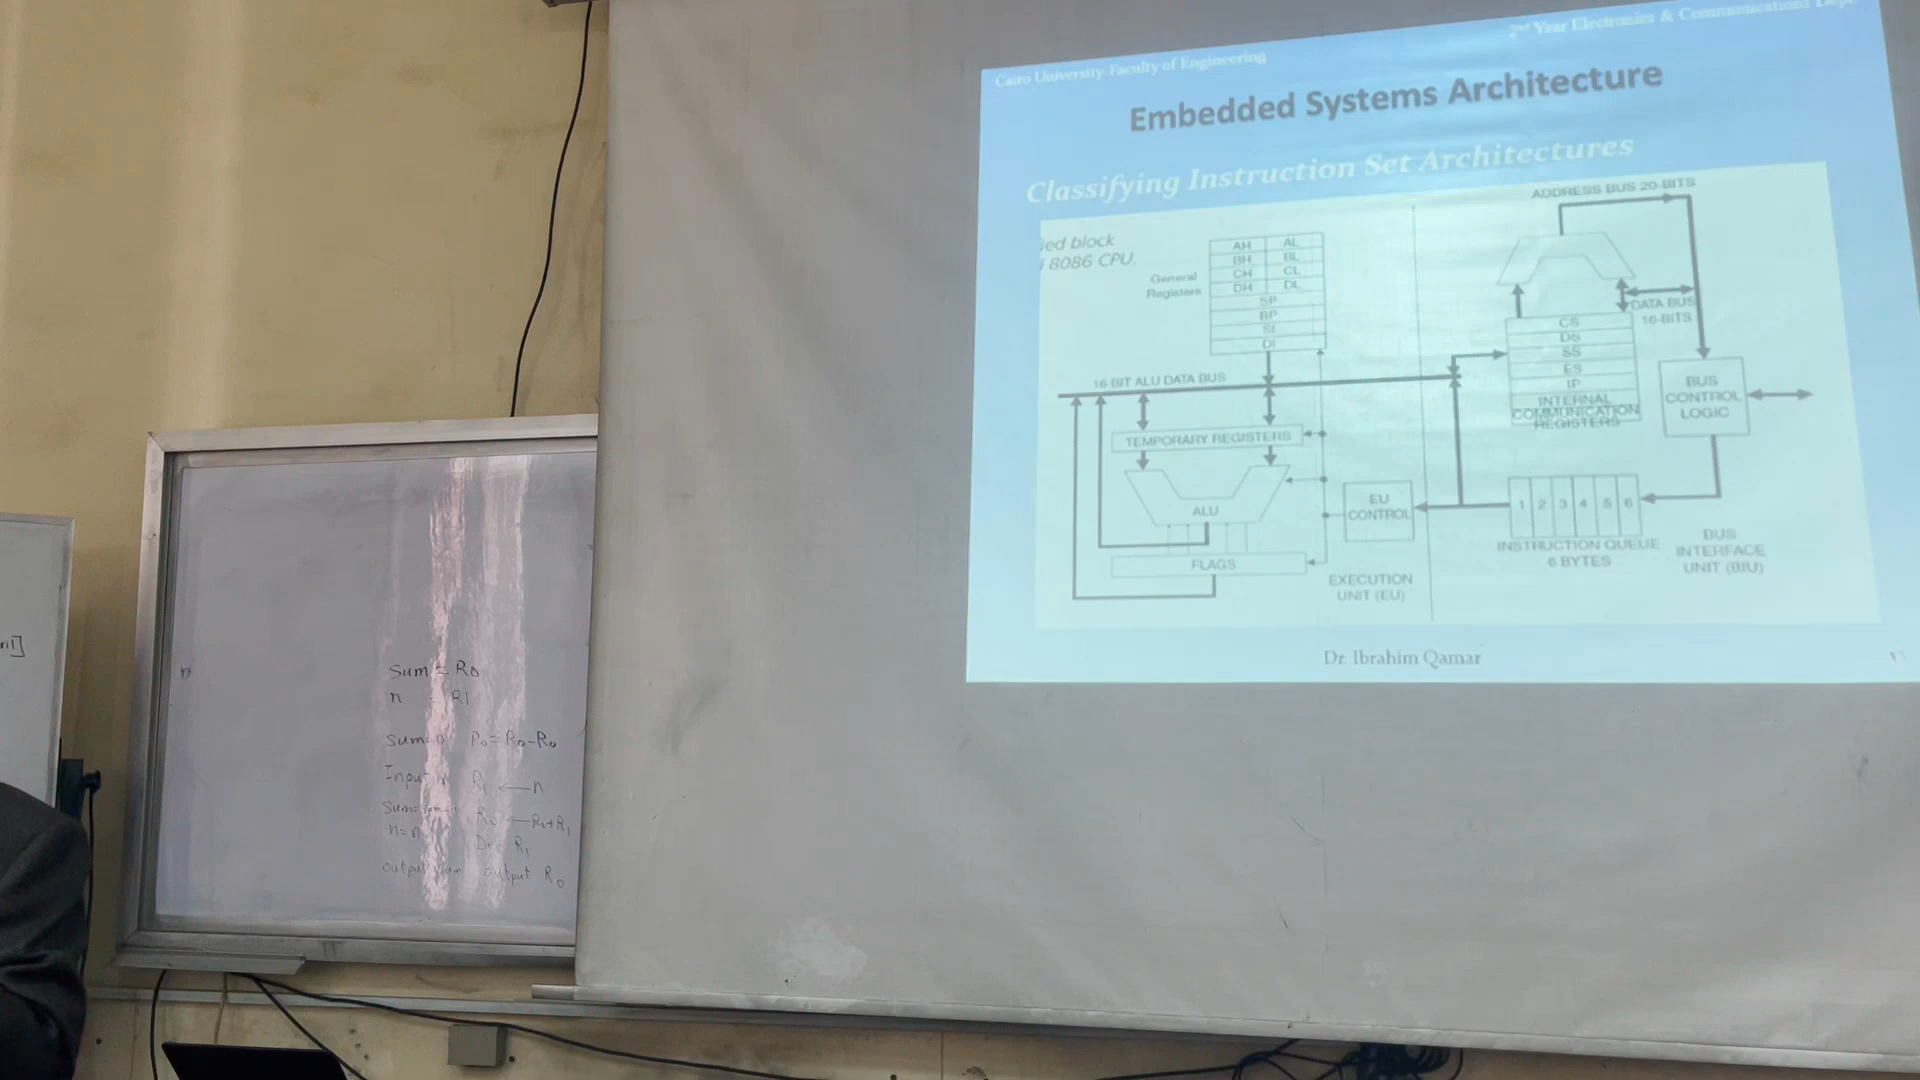 Cairo University-Faculty of Engineering
2nd Year Electronics & Communications Dept
Embedded Systems Architecture
Classifying Instruction Set Architectures
ied block
8086 CPU.
General
Registers
AH AL
BH BL
CH CL
DH DL
SP
BP
SI
DI
16-BIT ALU DATA BUS
TEMPORARY REGISTERS
ALU
FLAGS
EU
CONTROL
EXECUTION
UNIT (EU)
ADDRESS BUS 20-BITS
DATA BUS
16-BITS
CS
DS
SS
ES
IP
INTERNAL
COMMUNICATION
REGISTERS
BUS
CONTROL
LOGIC
1 2 3 4 5 6
INSTRUCTION QUEUE
6 BYTES
BUS
INTERFACE
UNIT (BIU)
Dr. Ibrahim Qamar
Sum = R0
n = R1
R0=R0-R0
R1 ← n
R0 ← R0+R1
R1
output R0